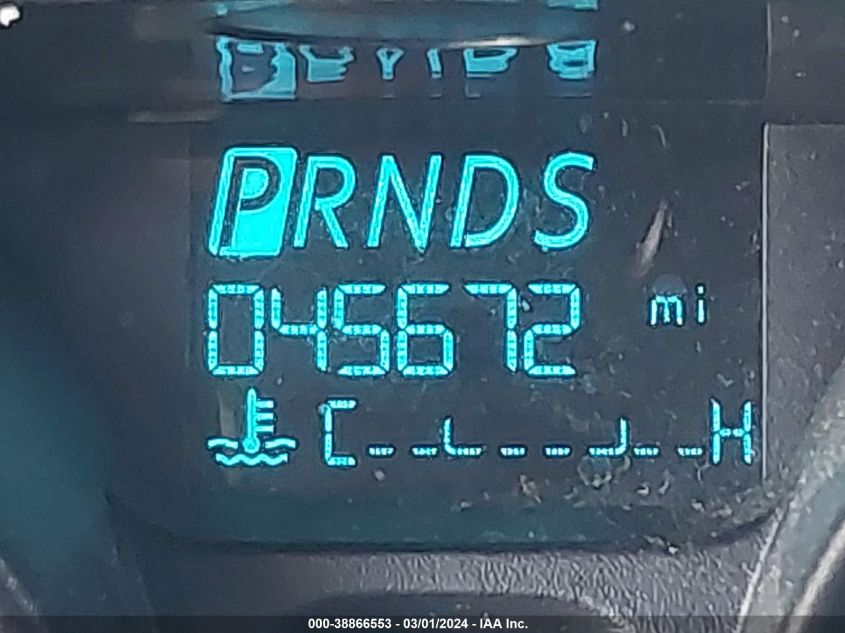 PRNDS
045672 mi
C H
000-38866553 - 03/01/2024 - IAA Inc.